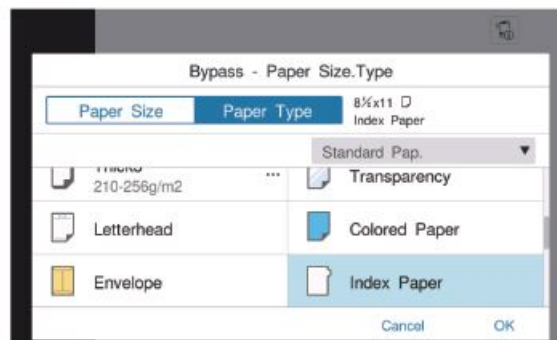 Bypass - Paper Size.Type
Paper Size
Paper Type
8½x11
Index Paper
Standard Pap.
210-256g/m2
...
Transparency
Letterhead
Colored Paper
Envelope
Index Paper
Cancel
OK